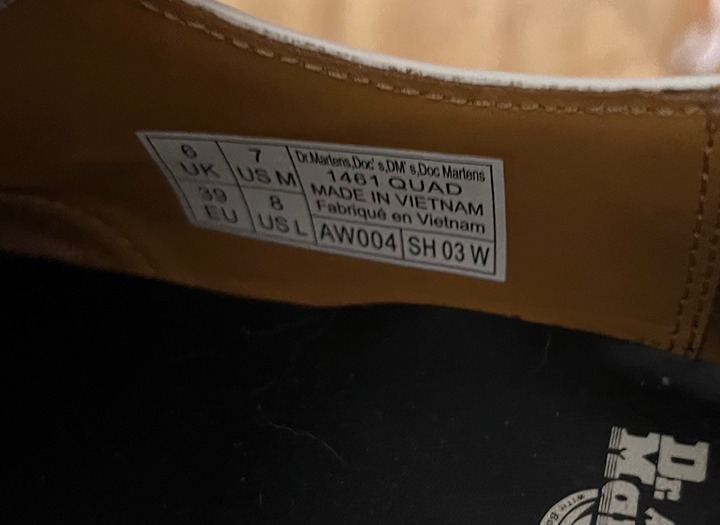 6 UK
7 US M
39 EU
8 US L
Dr.Martens,Doc' s,DM' s,Doc Martens
1461 QUAD
MADE IN VIETNAM
Fabriqué en Vietnam
AW004
SH 03 W
Dr.